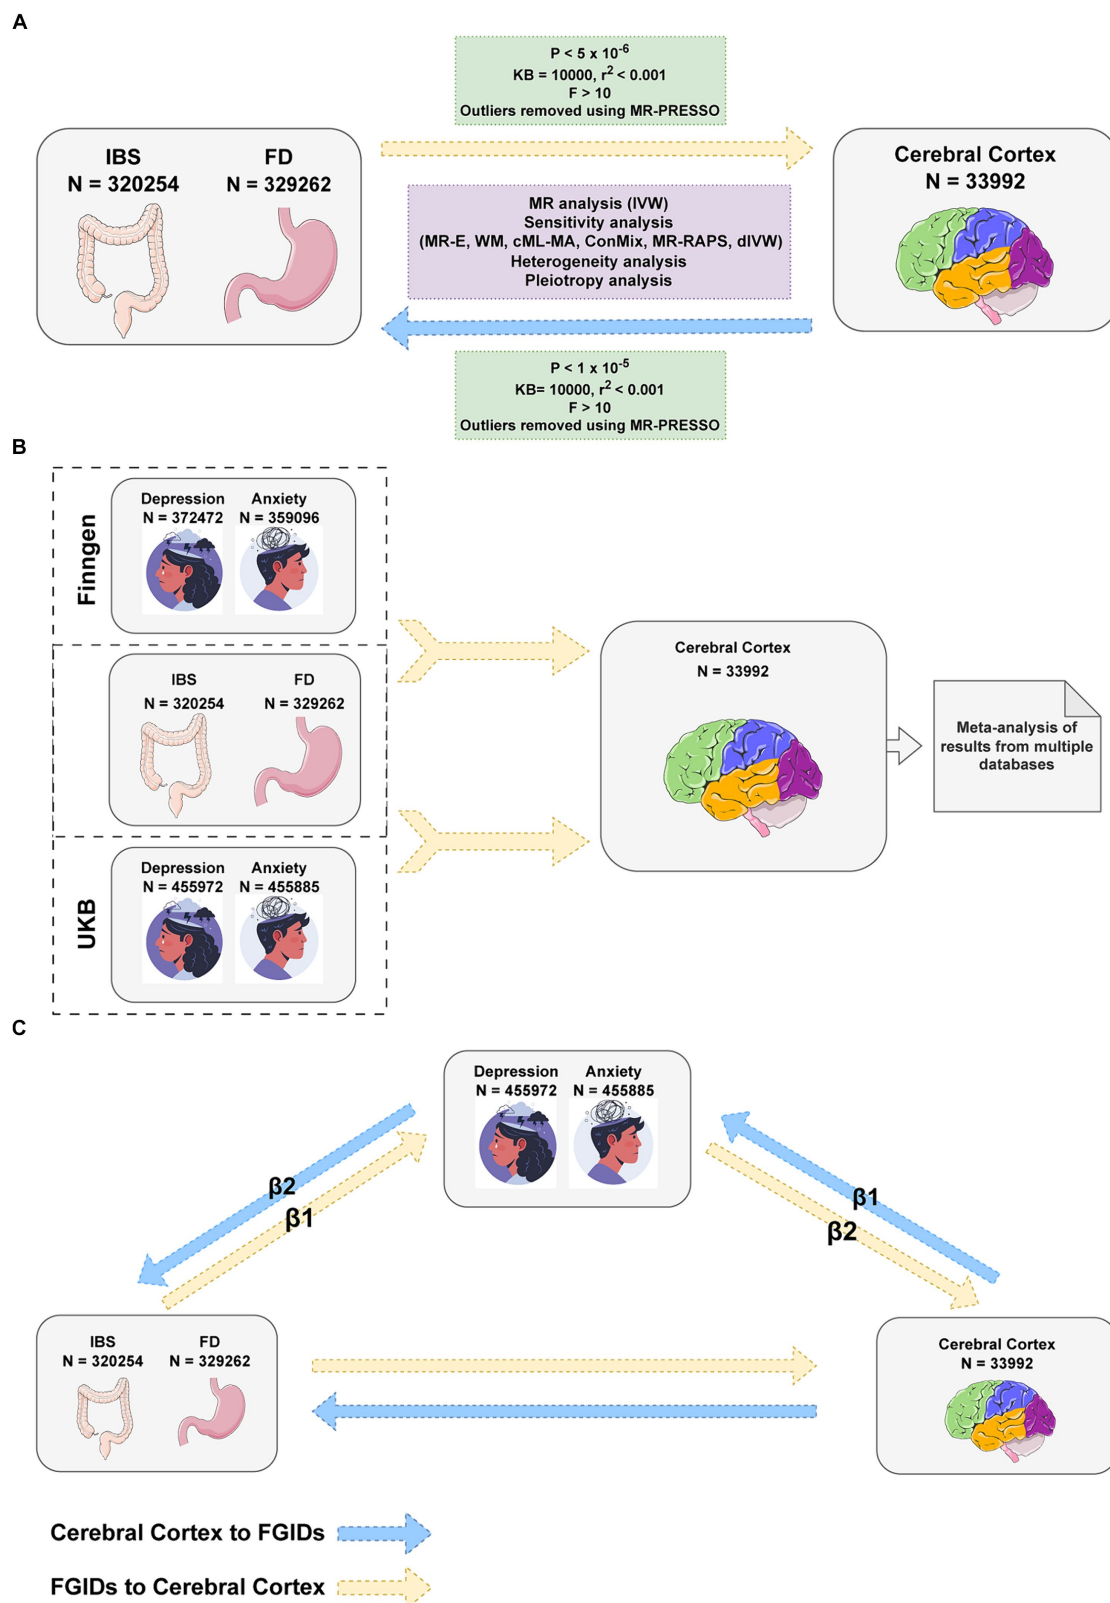 A
P < 5 x 10-6
KB = 10000, r2 < 0.001
F > 10
Outliers removed using MR-PRESSO
IBS
N = 320254
FD
N = 329262
Cerebral Cortex
N = 33992
MR analysis (IVW)
Sensitivity analysis
(MR-E, WM, cML-MA, ConMix, MR-RAPS, dIVW)
Heterogeneity analysis
Pleiotropy analysis
P < 1 x 10-5
KB= 10000, r2 < 0.001
F > 10
Outliers removed using MR-PRESSO
B
Finngen
Depression
N = 372472
Anxiety
N = 359096
IBS
N = 320254
FD
N = 329262
UKB
Depression
N = 455972
Anxiety
N = 455885
Cerebral Cortex
N = 33992
Meta-analysis of
results from multiple
databases
C
Depression
N = 455972
Anxiety
N = 455885
β2
β1
β1
β2
IBS
N = 320254
FD
N = 329262
Cerebral Cortex
N = 33992
Cerebral Cortex to FGIDs
FGIDs to Cerebral Cortex